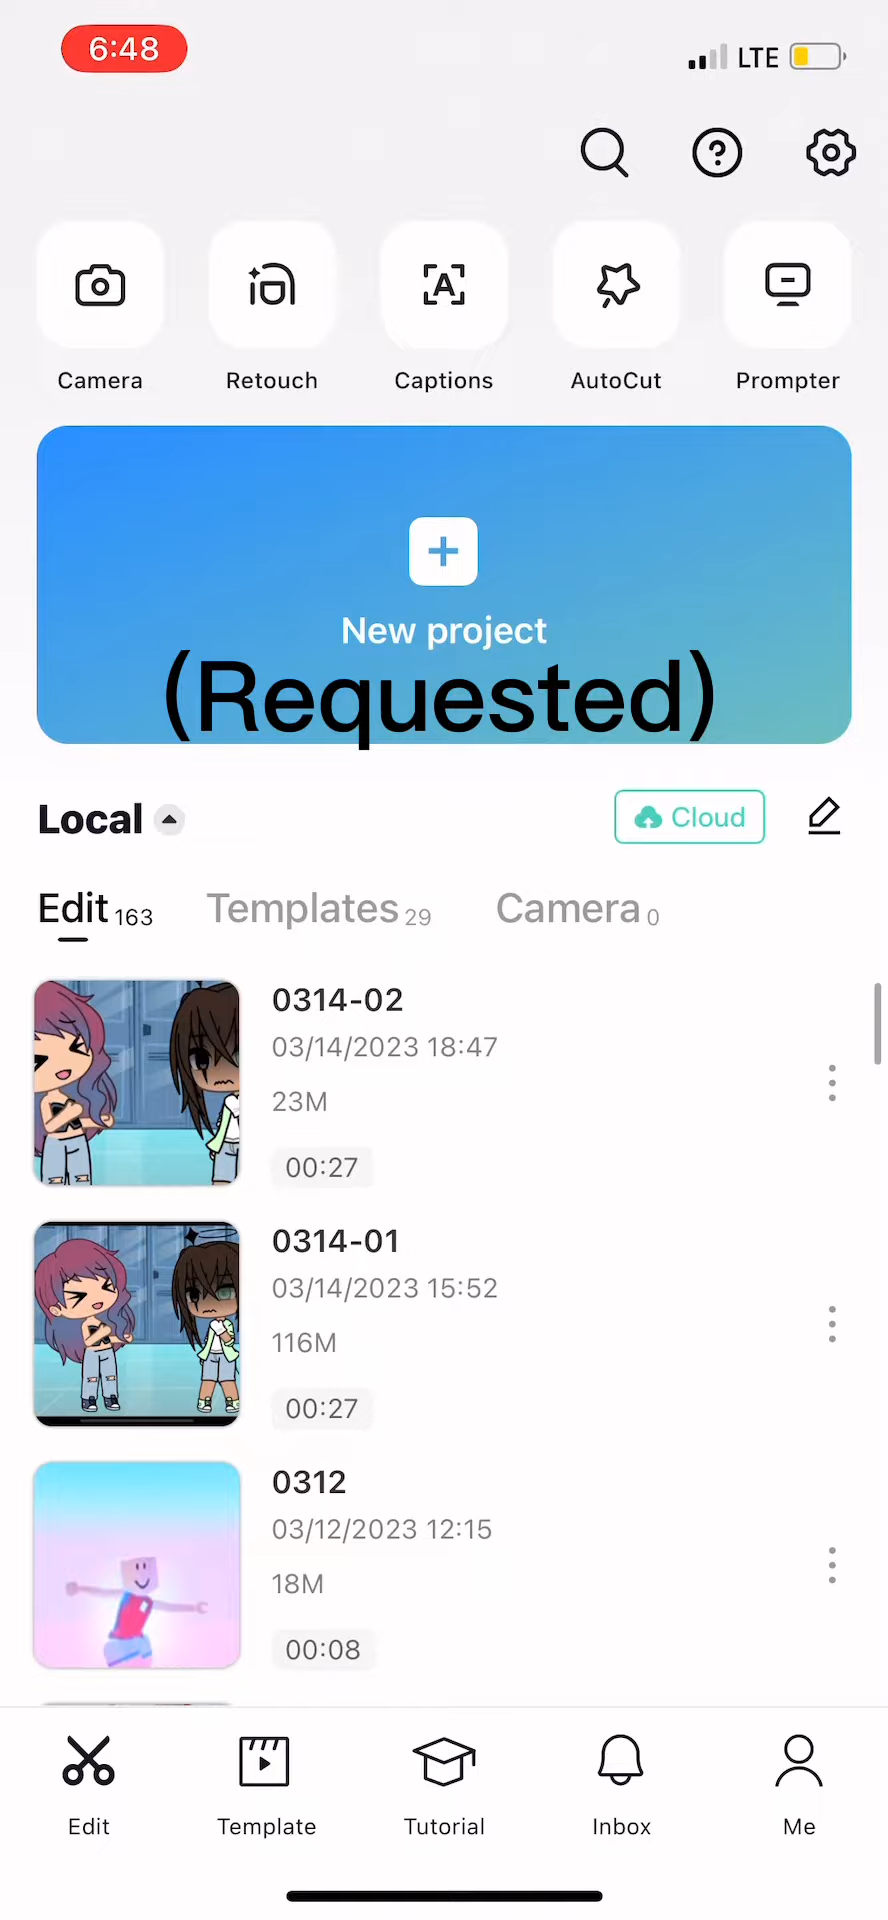 6:48
LTE
Camera
Retouch
Captions
AutoCut
Prompter
New project
(Requested)
Local
Cloud
Edit 163
Templates 29
Camera 0
0314-02
03/14/2023 18:47
23M
00:27
0314-01
03/14/2023 15:52
116M
00:27
0312
03/12/2023 12:15
18M
00:08
Edit
Template
Tutorial
Inbox
Me